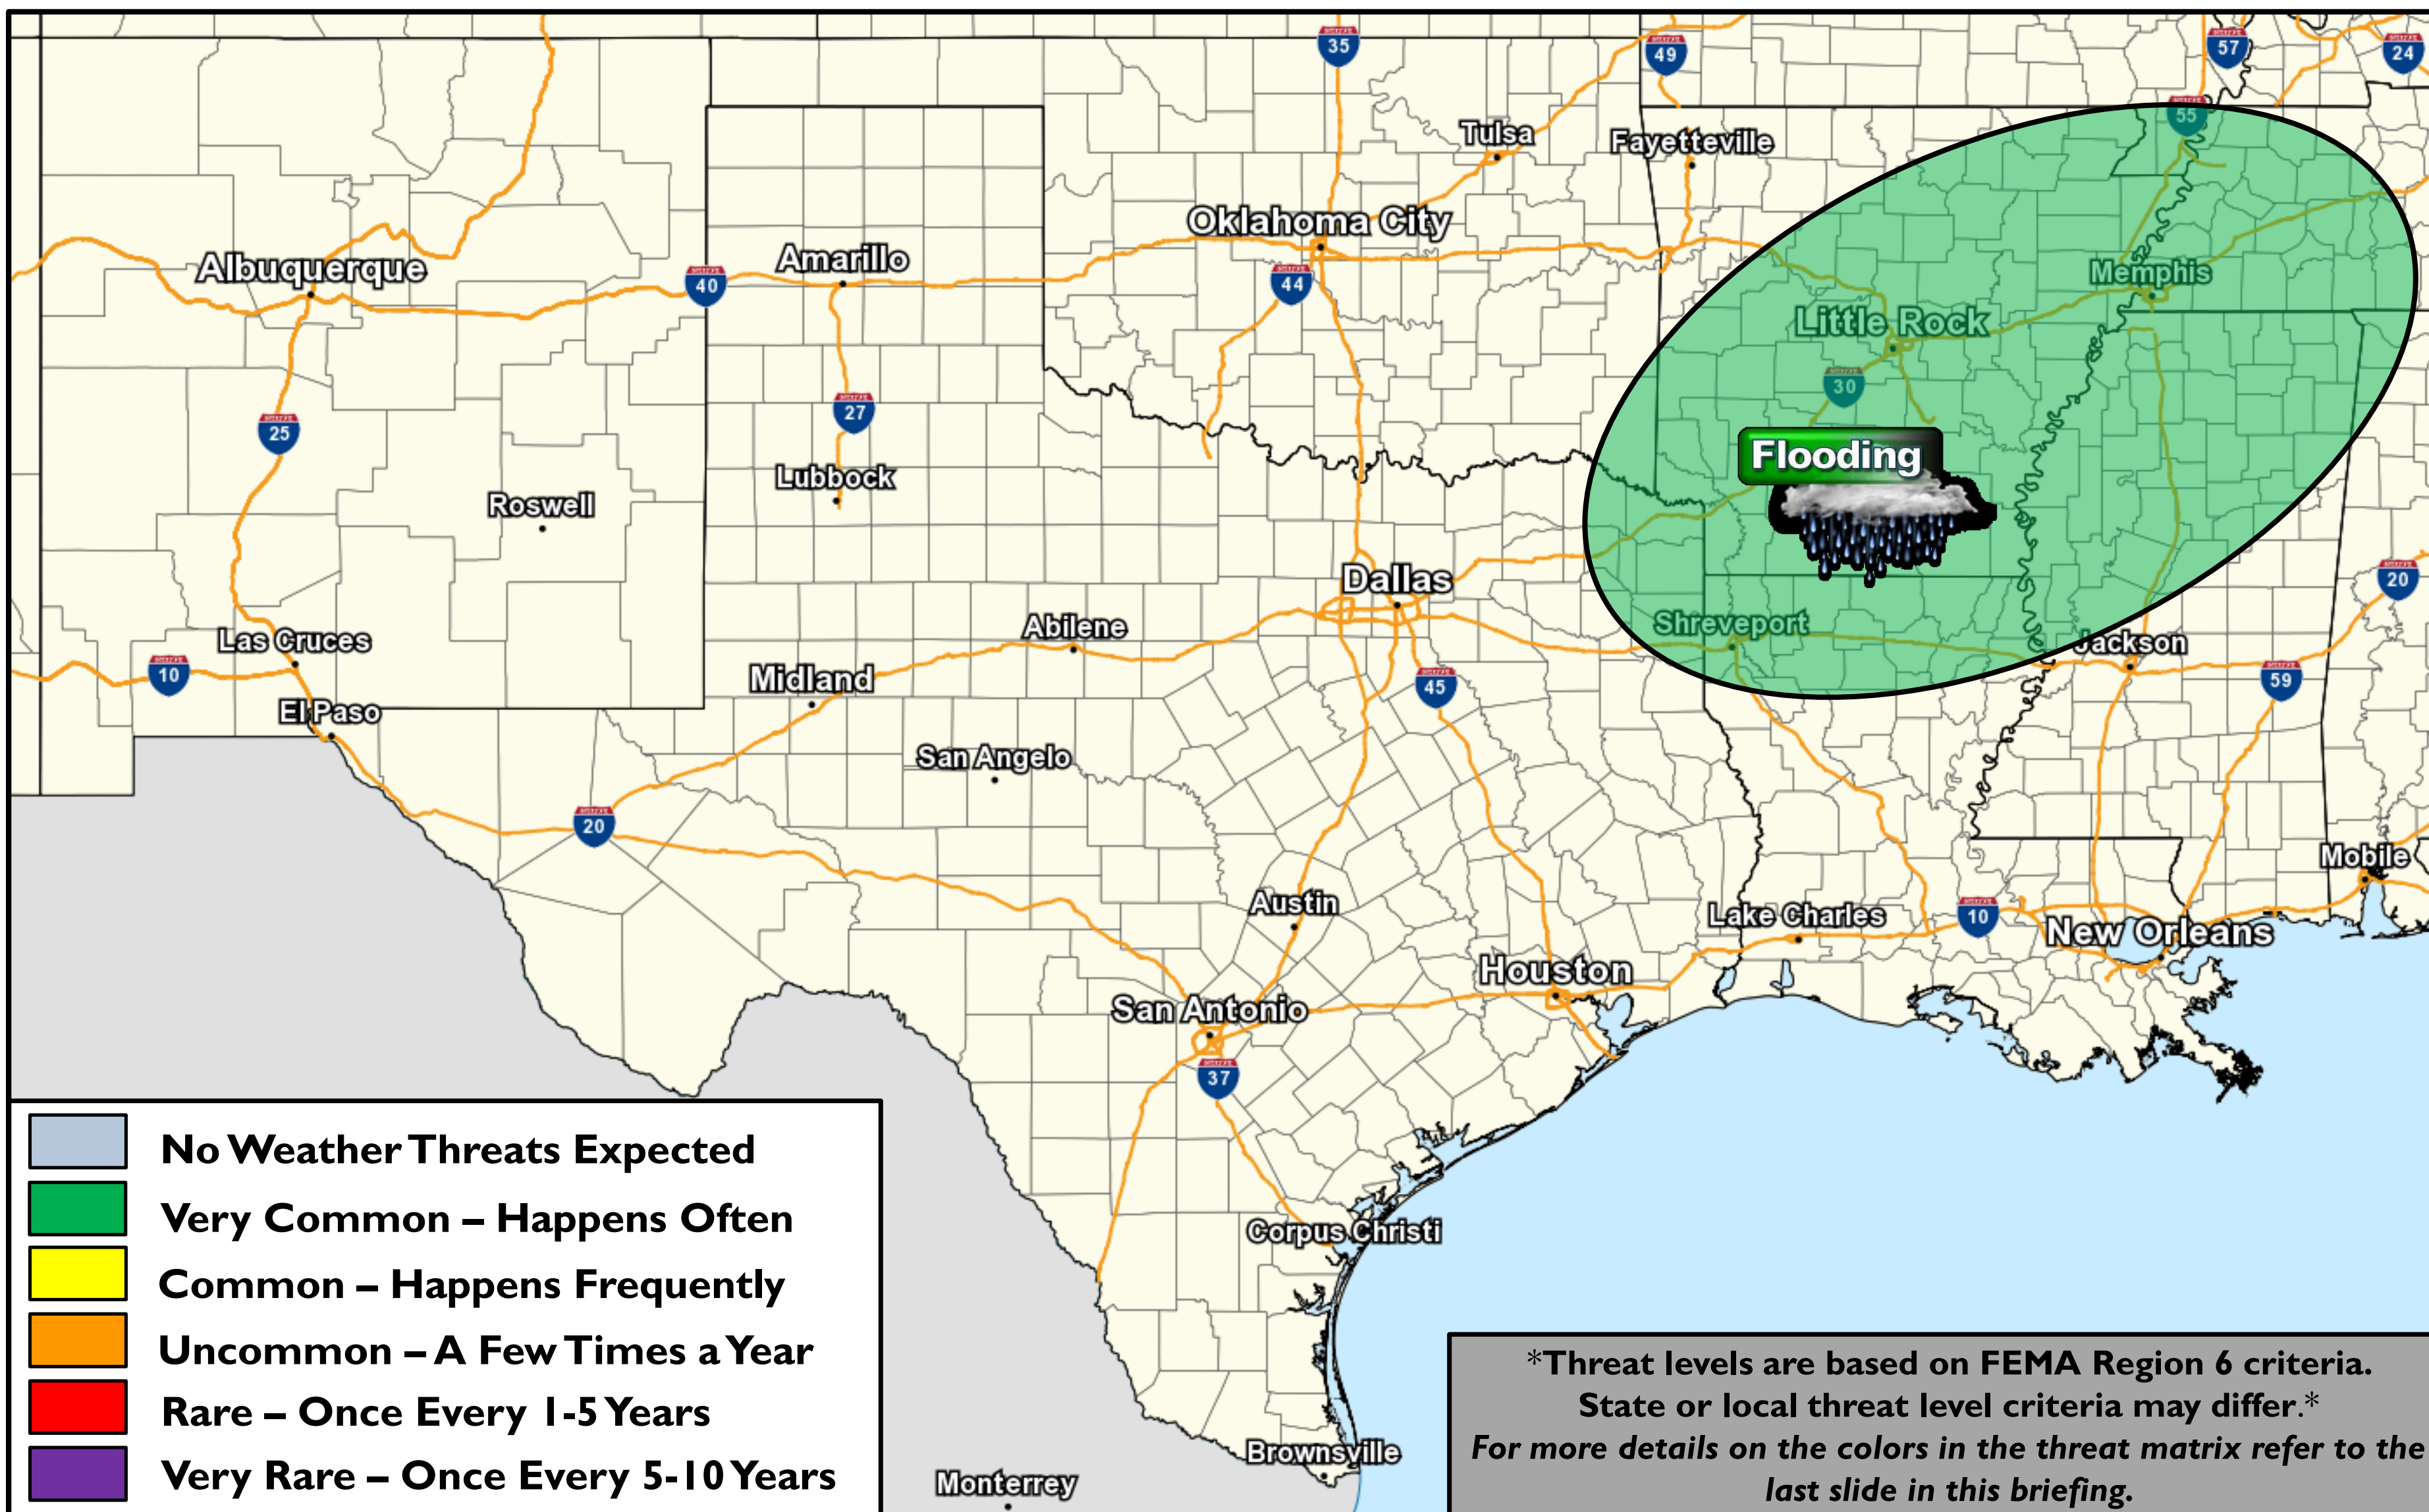 35
49
57
24
55
Tulsa
Fayetteville
Oklahoma City
Albuquerque
Amarillo
40
44
Memphis
Little Rock
30
25
27
Flooding
Lubbock
Roswell
Dallas
20
Shreveport
Abilene
Las Cruces
Jackson
10
Midland
45
59
El Paso
San Angelo
20
Mobile
Austin
Lake Charles
10
New Orleans
Houston
San Antonio
37
Corpus Christi
Brownsville
Monterrey
No Weather Threats Expected
Very Common – Happens Often
Common – Happens Frequently
Uncommon – A Few Times a Year
Rare – Once Every 1-5 Years
Very Rare – Once Every 5-10 Years
*Threat levels are based on FEMA Region 6 criteria.
State or local threat level criteria may differ.*
For more details on the colors in the threat matrix refer to the
last slide in this briefing.